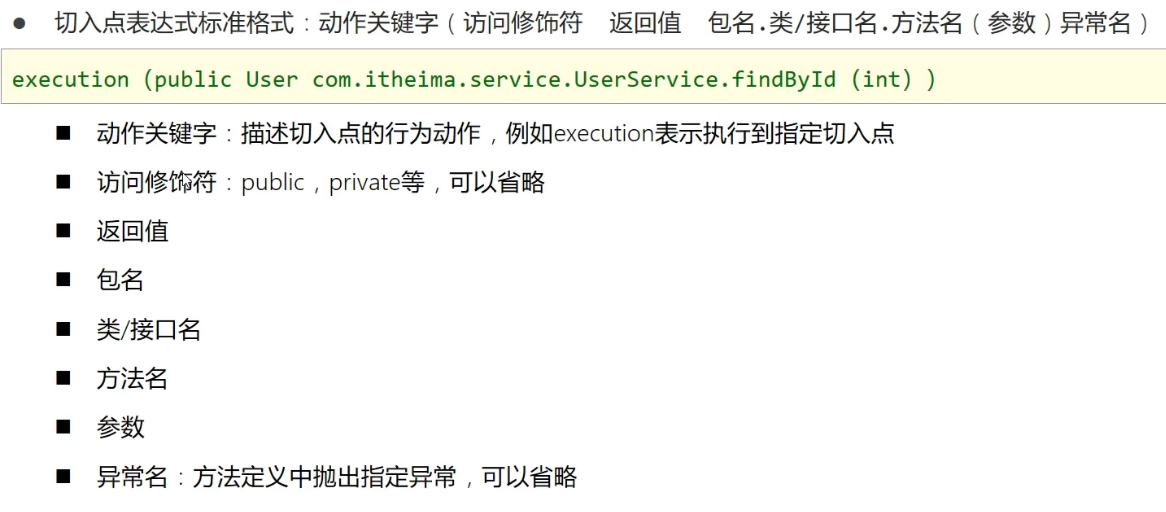 ● 切入点表达式标准格式：动作关键字（访问修饰符 返回值 包名.类/接口名.方法名（参数）异常名）
execution (public User com.itheima.service.UserService.findById (int) )
■ 动作关键字：描述切入点的行为动作，例如execution表示执行到指定切入点
■ 访问修饰符：public，private等，可以省略
■ 返回值
■ 包名
■ 类/接口名
■ 方法名
■ 参数
■ 异常名：方法定义中抛出指定异常，可以省略